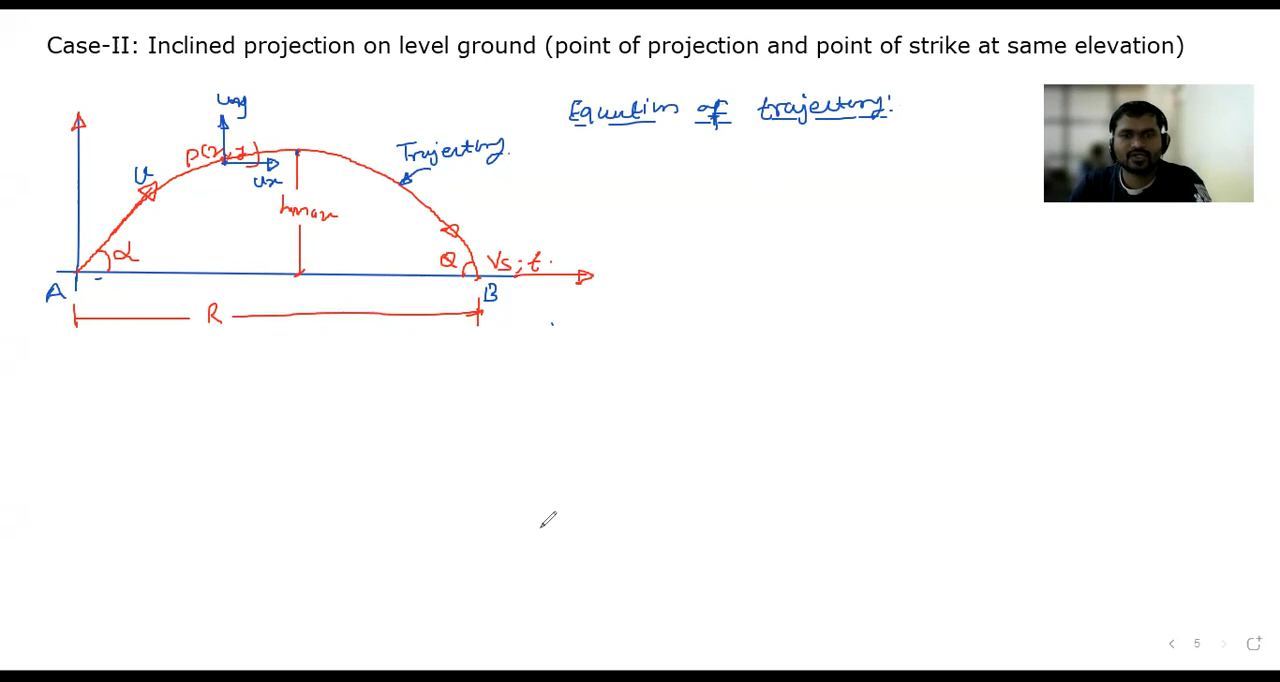 Case-II: Inclined projection on level ground (point of projection and point of strike at same elevation)
Equation of trajectory:
uy
P(x, y)
Trajectory.
u
ux
hmax
α
θ
Vs; t.
A
B
R
5